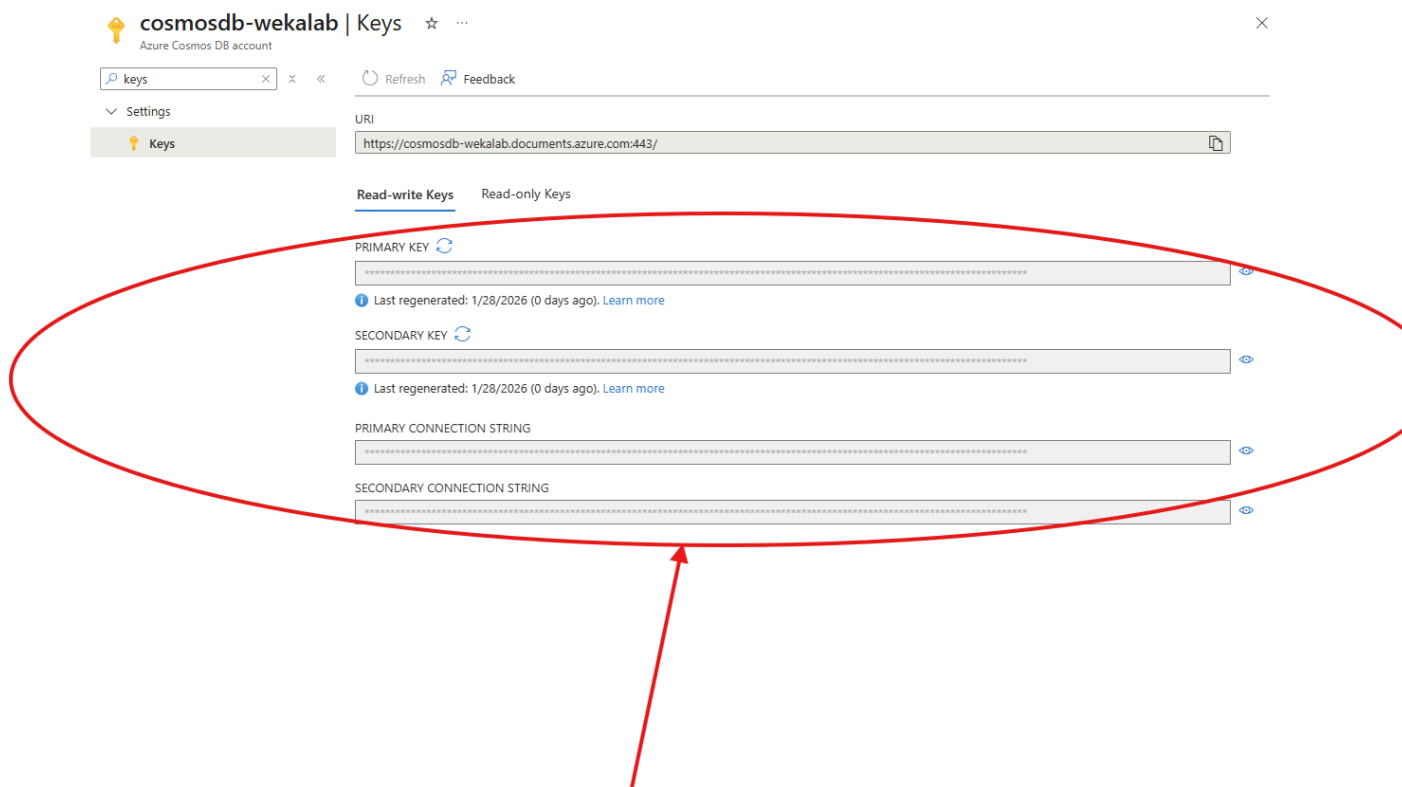 cosmosdb-wekalab | Keys
Azure Cosmos DB account
keys
Refresh
Feedback
Settings
Keys
URI
https://cosmosdb-wekalab.documents.azure.com:443/
Read-write Keys
Read-only Keys
PRIMARY KEY
Last regenerated: 1/28/2026 (0 days ago). Learn more
SECONDARY KEY
Last regenerated: 1/28/2026 (0 days ago). Learn more
PRIMARY CONNECTION STRING
SECONDARY CONNECTION STRING